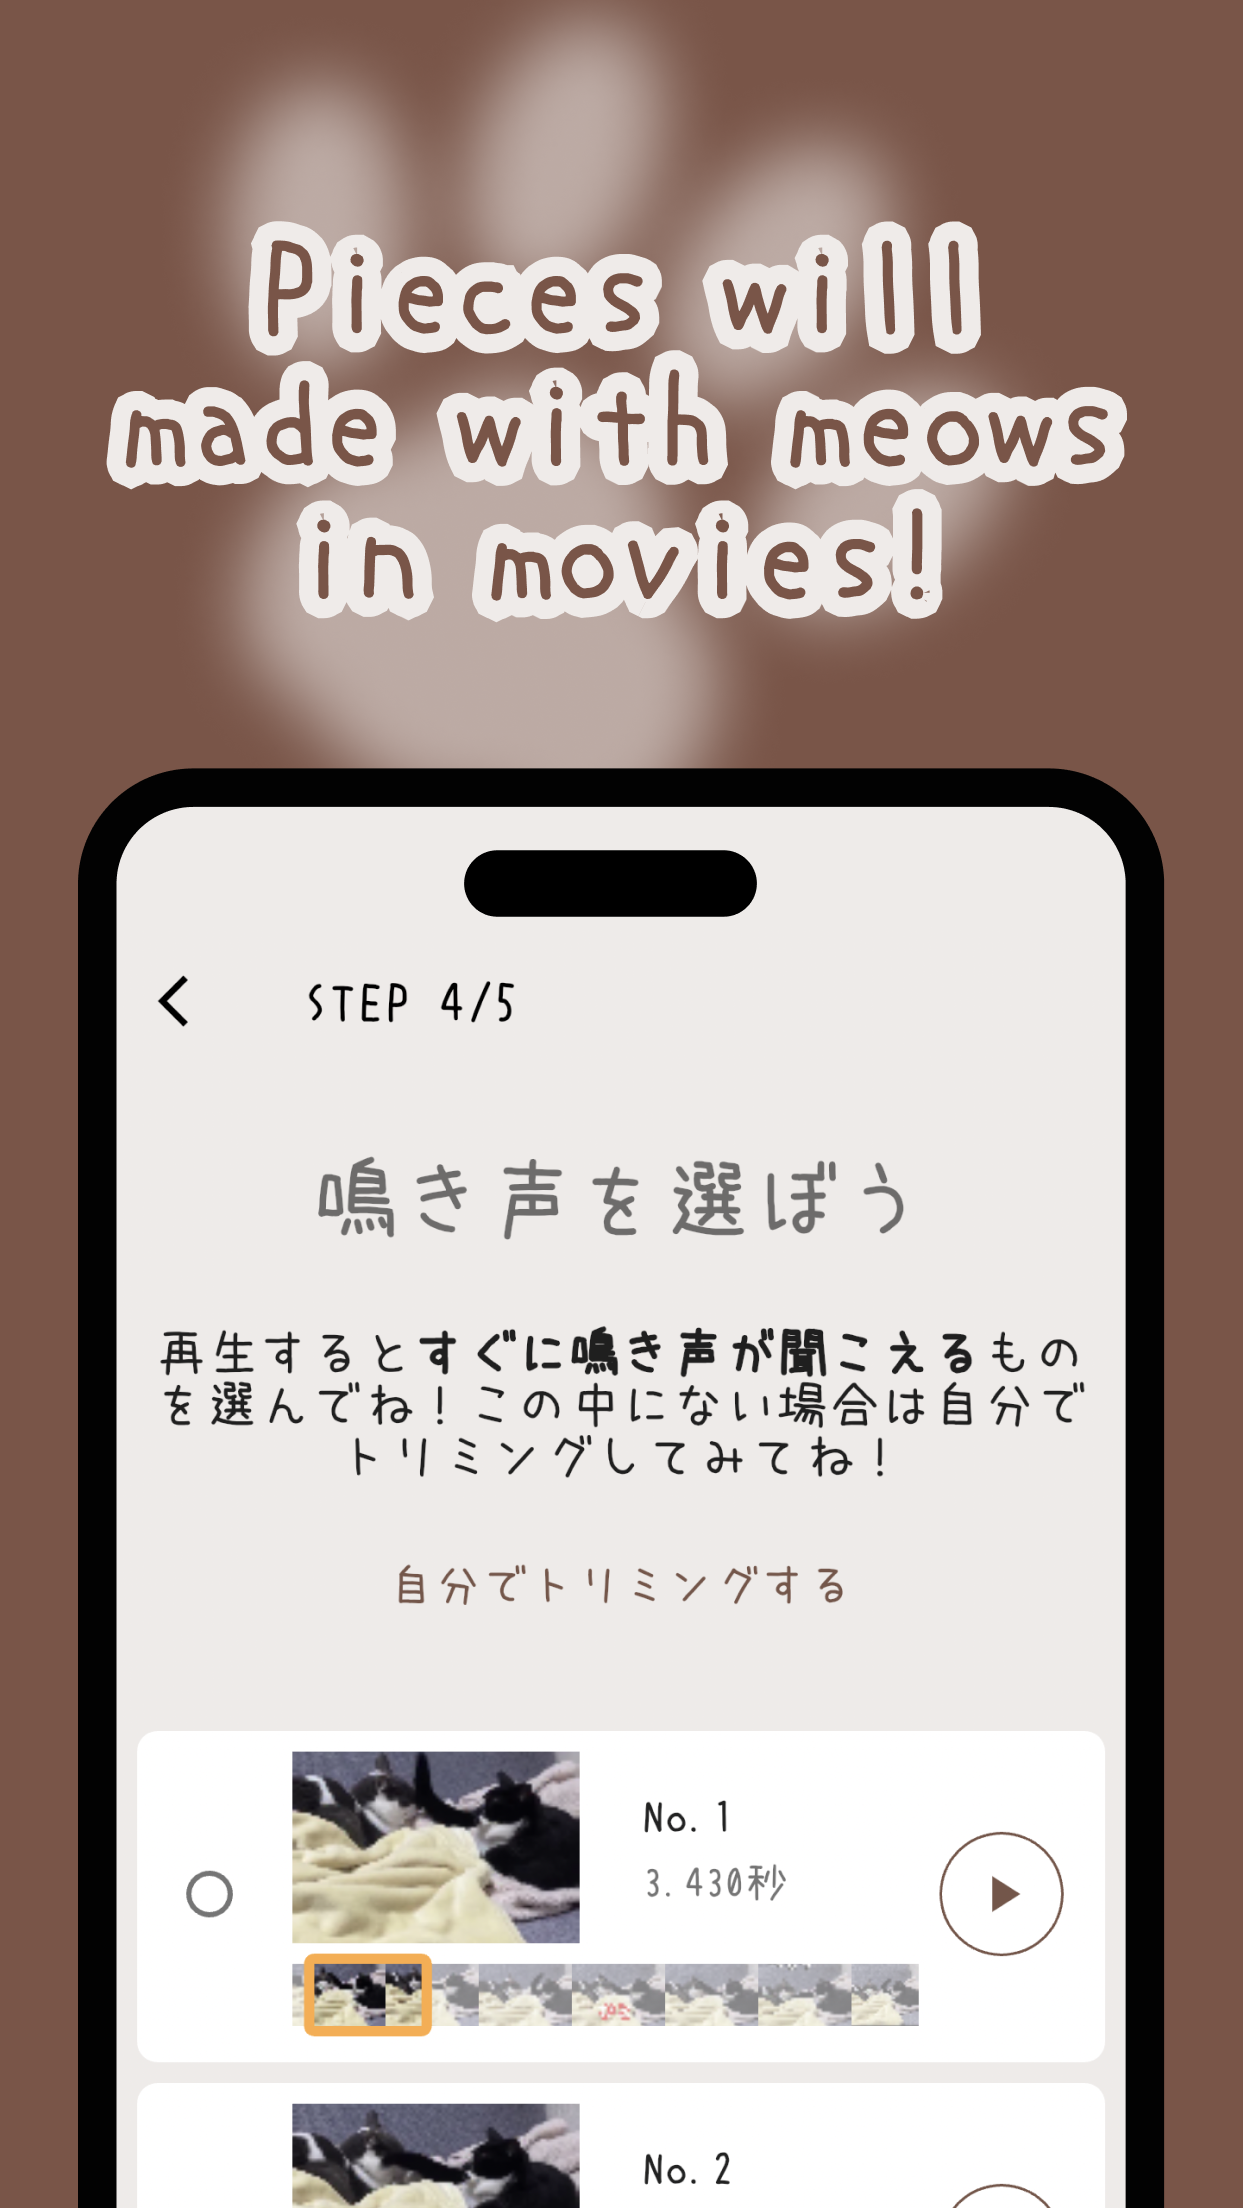 Pieces will
made with meows
in movies!
STEP 4/5
鳴き声を選ぼう
再生するとすぐに鳴き声が聞こえるもの
を選んでね！この中にない場合は自分で
トリミングしてみてね！
自分でトリミングする
No. 1
3.430秒
No. 2